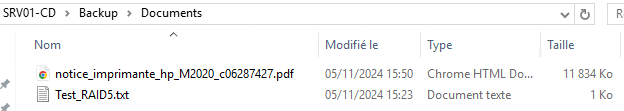 SRV01-CD > Backup > Documents
Nom Modifié le Type Taille
notice_imprimante_hp_M2020_c06287427.pdf 05/11/2024 15:50 Chrome HTML Do... 11 834 Ko
Test_RAID5.txt 05/11/2024 15:23 Document texte 1 Ko